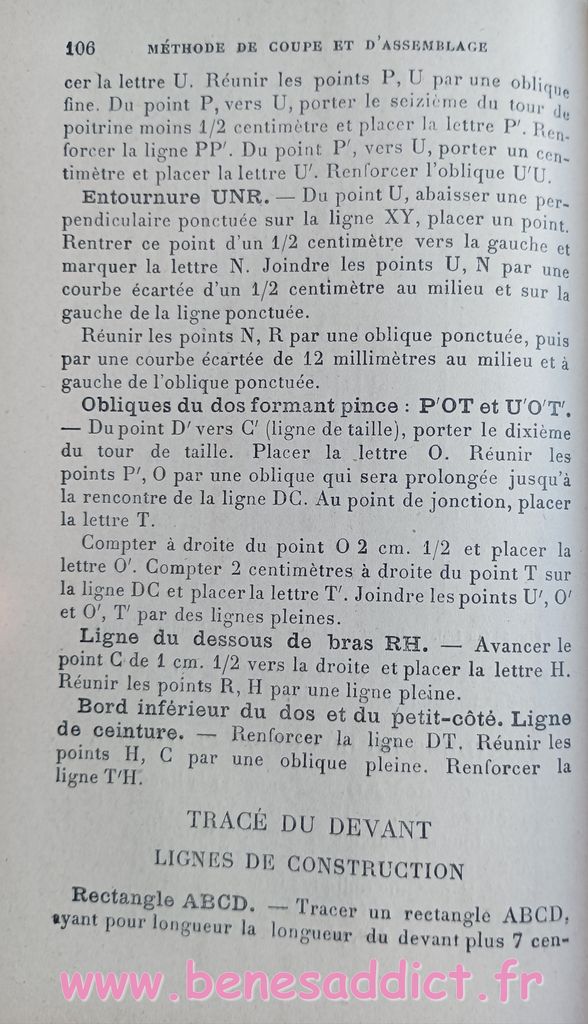 106 MÉTHODE DE COUPE ET D'ASSEMBLAGE
cer la lettre U. Réunir les points P, U par une oblique
fine. Du point P, vers U, porter le seizième du tour de
poitrine moins 1/2 centimètre et placer la lettre P'. Ren-
forcer la ligne PP'. Du point P', vers U, porter un cen-
timètre et placer la lettre U'. Renforcer l'oblique U'U.
Entournure UNR. — Du point U, abaisser une per-
pendiculaire ponctuée sur la ligne XY, placer un point.
Rentrer ce point d'un 1/2 centimètre vers la gauche et
marquer la lettre N. Joindre les points U, N par une
courbe écartée d'un 1/2 centimètre au milieu et sur la
gauche de la ligne ponctuée.
Réunir les points N, R par une oblique ponctuée, puis
par une courbe écartée de 12 millimètres au milieu et à
gauche de l'oblique ponctuée.
Obliques du dos formant pince : P'OT et U'O'T'.
— Du point D' vers C' (ligne de taille), porter le dixième
du tour de taille. Placer la lettre O. Réunir les
points P', O par une oblique qui sera prolongée jusqu'à
la rencontre de la ligne DC. Au point de jonction, placer
la lettre T.
Compter à droite du point O 2 cm. 1/2 et placer la
lettre O'. Compter 2 centimètres à droite du point T sur
la ligne DC et placer la lettre T'. Joindre les points U', O'
et O', T' par des lignes pleines.
Ligne du dessous de bras RH. — Avancer le
point C de 1 cm. 1/2 vers la droite et placer la lettre H.
Réunir les points R, H par une ligne pleine.
Bord inférieur du dos et du petit-côté. Ligne
de ceinture. — Renforcer la ligne DT. Réunir les
points H, C par une oblique pleine. Renforcer la
ligne T'H.
TRACÉ DU DEVANT
LIGNES DE CONSTRUCTION
Rectangle ABCD. — Tracer un rectangle ABCD,
ayant pour longueur la longueur du devant plus 7 cen-
www.benesaddict.fr